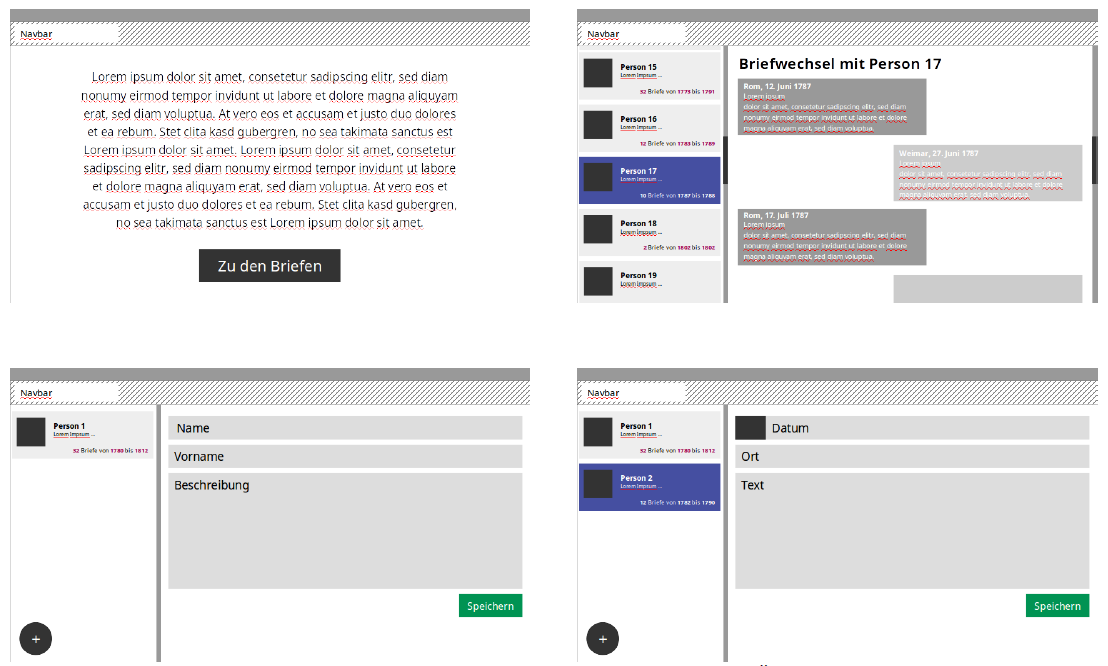 Navbar
Lorem ipsum dolor sit amet, consetetur sadipscing elitr, sed diam
nonumy eirmod tempor invidunt ut labore et dolore magna aliquyam
erat, sed diam voluptua. At vero eos et accusam et justo duo dolores
et ea rebum. Stet clita kasd gubergren, no sea takimata sanctus est
Lorem ipsum dolor sit amet. Lorem ipsum dolor sit amet, consetetur
sadipscing elitr, sed diam nonumy eirmod tempor invidunt ut labore
et dolore magna aliquyam erat, sed diam voluptua. At vero eos et
accusam et justo duo dolores et ea rebum. Stet clita kasd gubergren,
no sea takimata sanctus est Lorem ipsum dolor sit amet.
Zu den Briefen
Navbar
Person 15
Lorem Impsum ...
52 Briefe von 1773 bis 1791
Person 16
Lorem Impsum ...
12 Briefe von 1783 bis 1789
Person 17
Lorem Impsum ...
10 Briefe von 1787 bis 1788
Person 18
Lorem Impsum ...
2 Briefe von 1802 bis 1802
Person 19
Lorem Impsum ...
Briefwechsel mit Person 17
Rom, 12. Juni 1787
Lorem ipsum
dolor sit amet, consetetur sadipscing elitr, sed diam
nonumy eirmod tempor invidunt ut labore et dolore
magna aliquyam erat, sed diam voluptua.
Weimar, 27. Juni 1787
Lorem ipsum
dolor sit amet, consetetur sadipscing elitr, sed diam
nonumy eirmod tempor invidunt ut labore et dolore
magna aliquyam erat, sed diam voluptua.
Rom, 17. Juli 1787
Lorem ipsum
dolor sit amet, consetetur sadipscing elitr, sed diam
nonumy eirmod tempor invidunt ut labore et dolore
magna aliquyam erat, sed diam voluptua.
Navbar
Person 1
Lorem Impsum ...
52 Briefe von 1780 bis 1812
+
Name
Vorname
Beschreibung
Speichern
Navbar
Person 1
Lorem Impsum ...
52 Briefe von 1780 bis 1812
Person 2
Lorem Impsum ...
12 Briefe von 1782 bis 1790
+
Datum
Ort
Text
Speichern